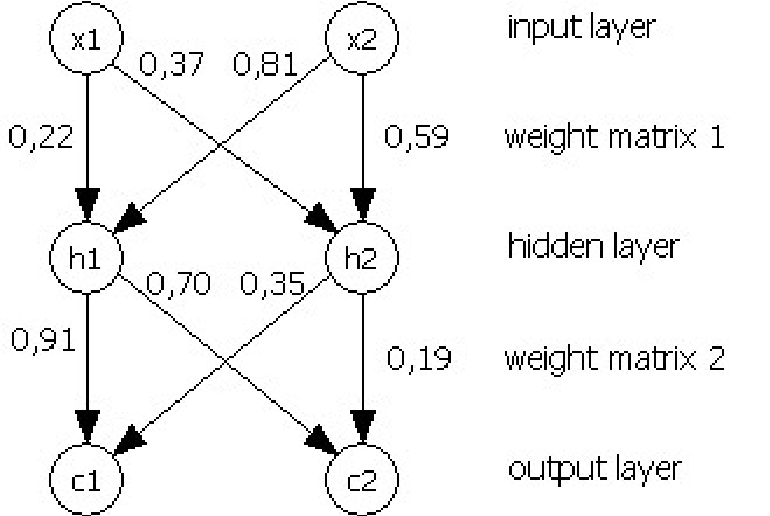 x1 x2 input layer
0,37 0,81
0,22 0,59 weight matrix 1
h1 h2 hidden layer
0,70 0,35
0,91 0,19 weight matrix 2
c1 c2 output layer